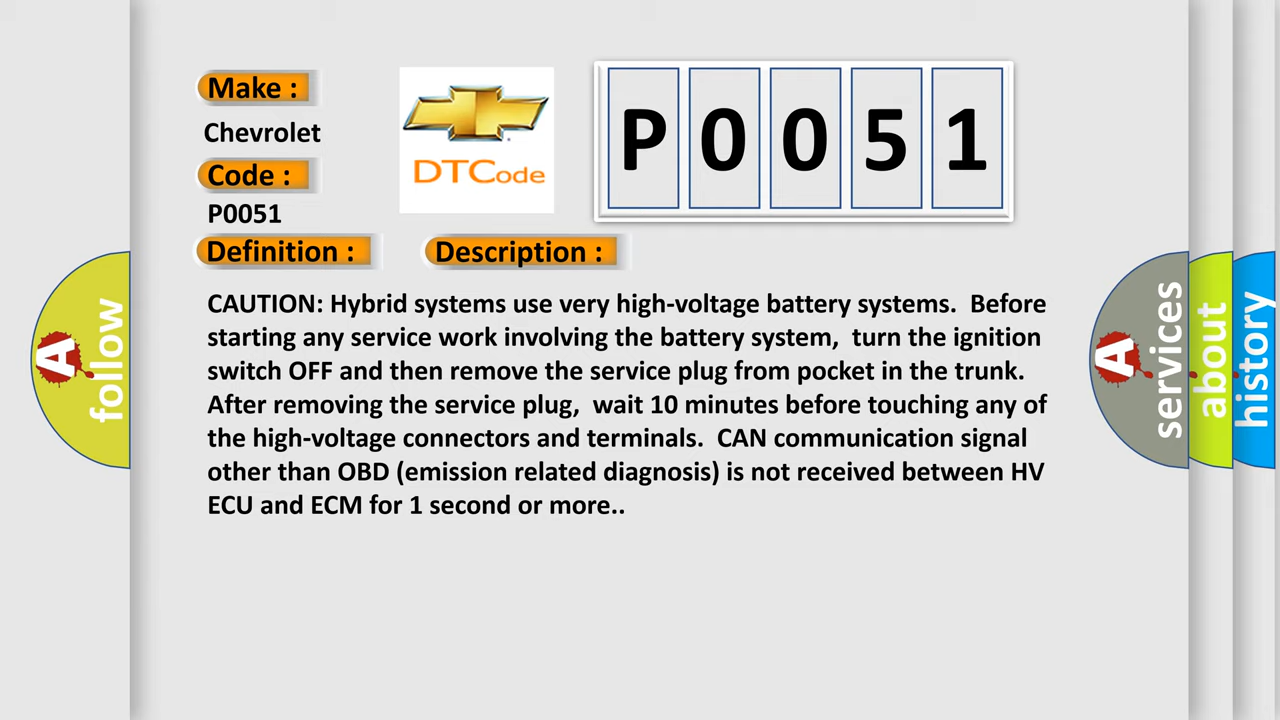 Make :
Chevrolet
Code :
P0051
Definition :
Description :
DTCode
P0051
CAUTION: Hybrid systems use very high-voltage battery systems. Before
starting any service work involving the battery system, turn the ignition
switch OFF and then remove the service plug from pocket in the trunk.
After removing the service plug, wait 10 minutes before touching any of
the high-voltage connectors and terminals. CAN communication signal
other than OBD (emission related diagnosis) is not received between HV
ECU and ECM for 1 second or more..
A follow
A services
about
history